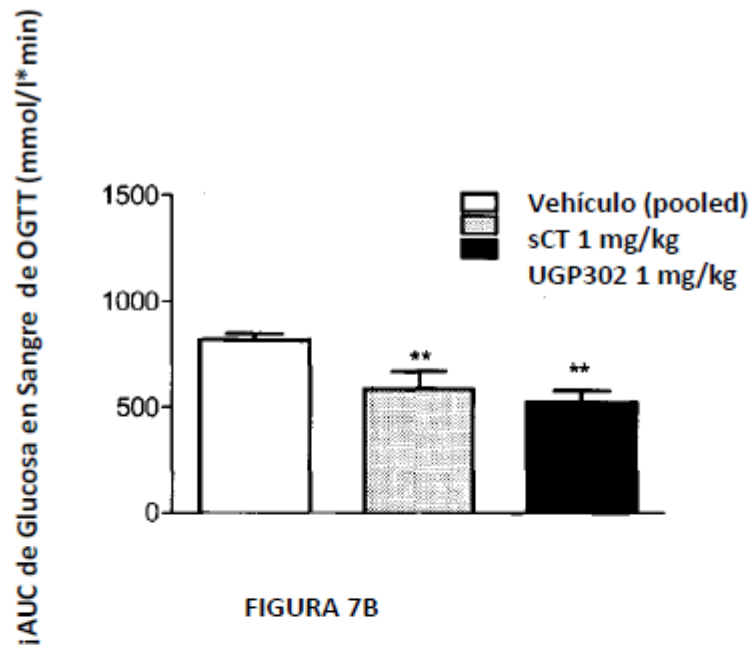 ¡AUC de Glucosa en Sangre de OGTT (mmol/l*min)
1500
1000
500
0
Vehículo (pooled)
sCT 1 mg/kg
UGP302 1 mg/kg
**
**
FIGURA 7B